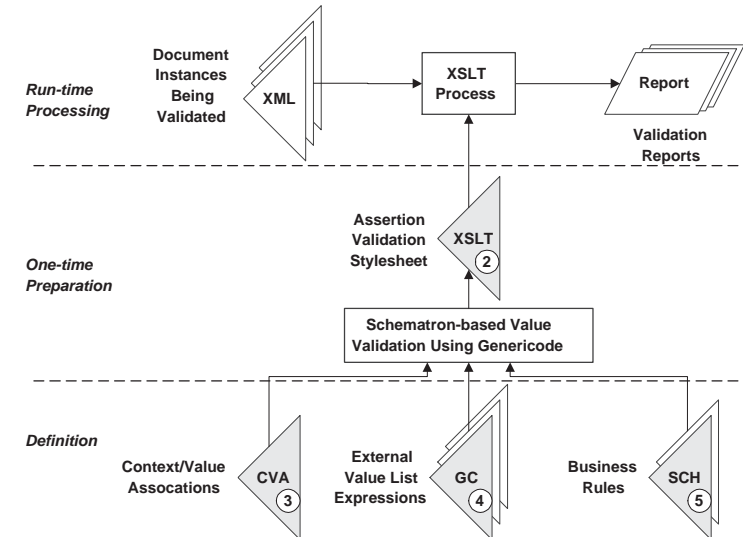 Run-time
Processing
Document
Instances
Being
Validated
XML
XSLT
Process
Report
Validation
Reports
One-time
Preparation
Assertion
Validation
Stylesheet
XSLT
2
Schematron-based Value
Validation Using Genericode
Definition
Context/Value
Assocations
CVA
3
External
Value List
Expressions
GC
4
Business
Rules
SCH
5